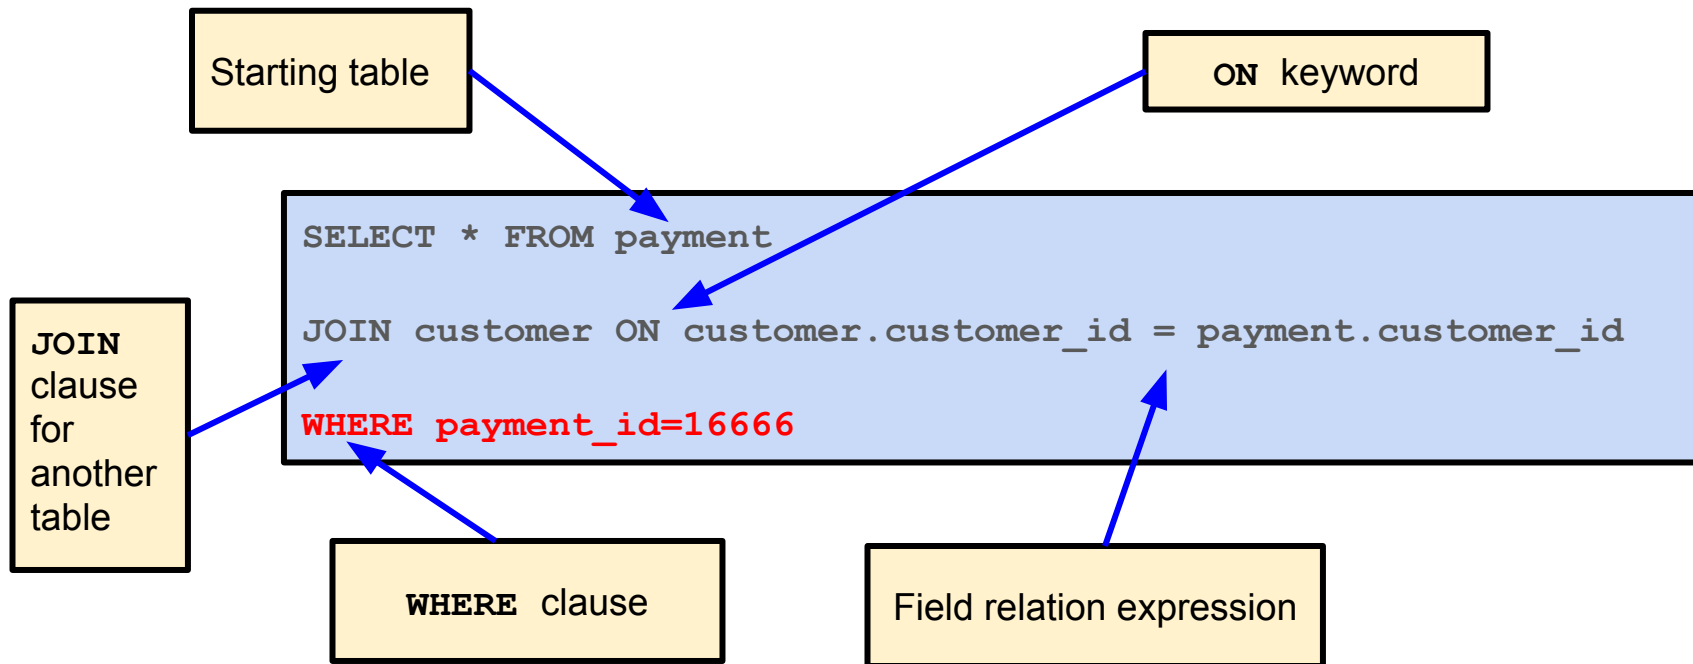 Starting table
ON keyword
SELECT * FROM payment
JOIN customer ON customer.customer_id = payment.customer_id
WHERE payment_id=16666
JOIN
clause
for
another
table
WHERE clause
Field relation expression